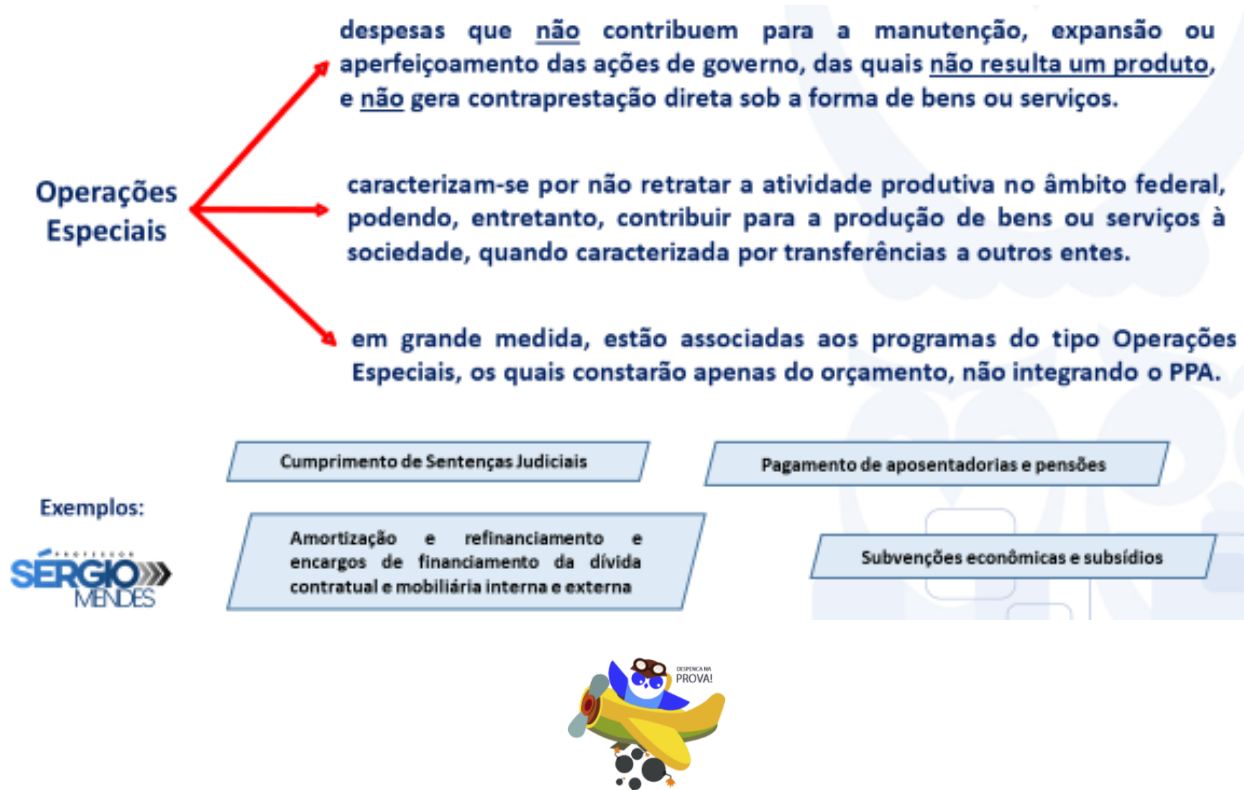 despesas que não contribuem para a manutenção, expansão ou
aperfeiçoamento das ações de governo, das quais não resulta um produto,
e não gera contraprestação direta sob a forma de bens ou serviços.
Operações
Especiais
caracterizam-se por não retratar a atividade produtiva no âmbito federal,
podendo, entretanto, contribuir para a produção de bens ou serviços à
sociedade, quando caracterizada por transferências a outros entes.
em grande medida, estão associadas aos programas do tipo Operações
Especiais, os quais constarão apenas do orçamento, não integrando o PPA.
Cumprimento de Sentenças Judiciais
Pagamento de aposentadorias e pensões
Exemplos:
Amortização e refinanciamento e
encargos de financiamento da dívida
contratual e mobiliária interna e externa
Subvenções econômicas e subsídios
PROFESSOR
SÉRGIO
MENDES
DESPENCA NA
PROVA!